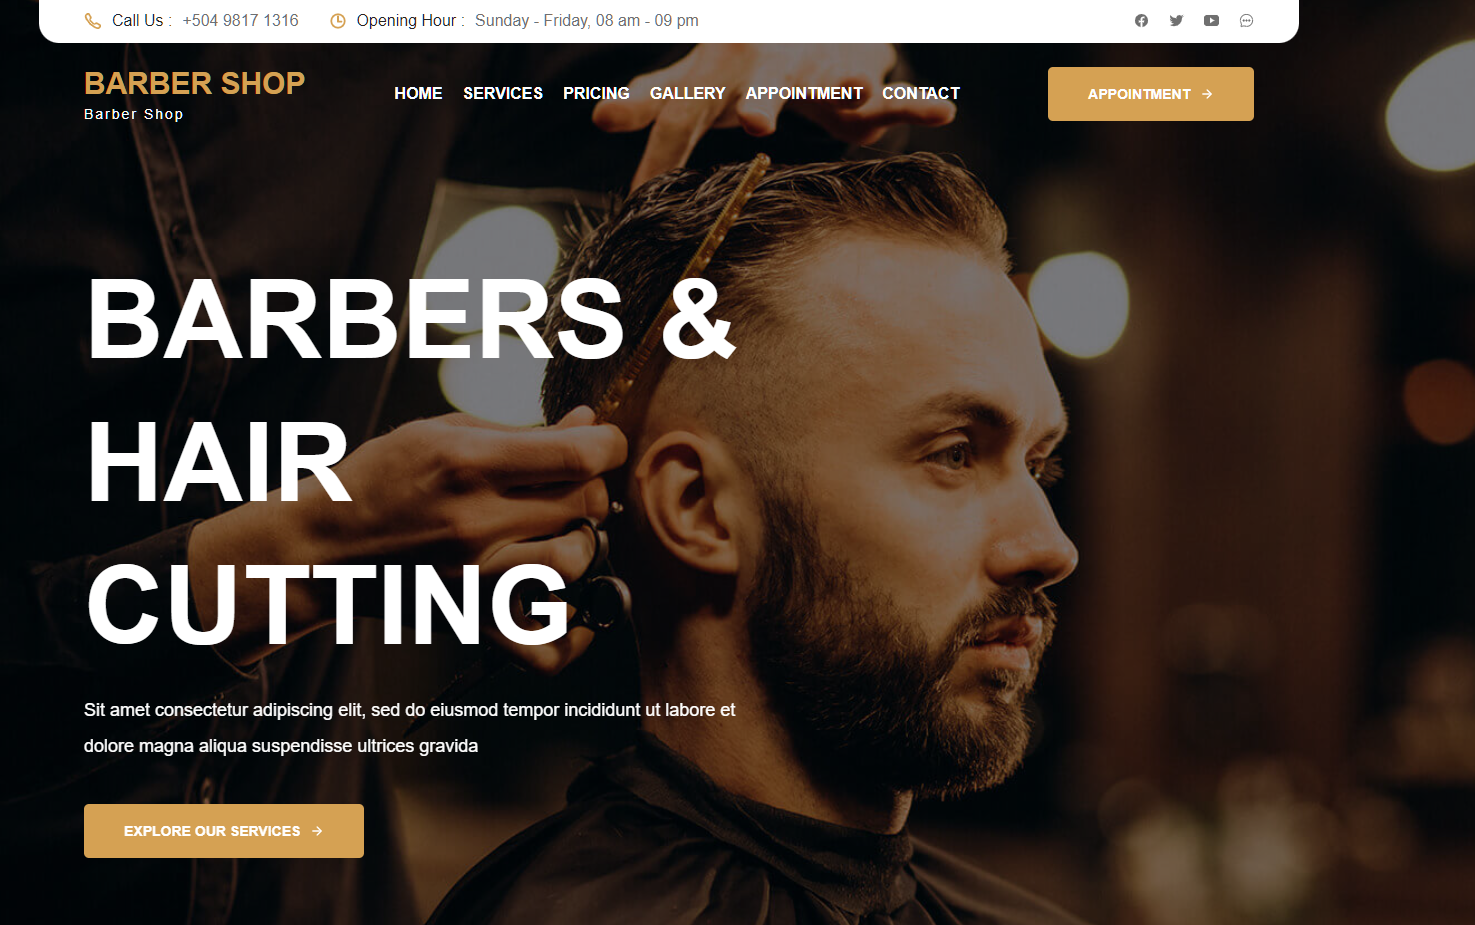 Call Us : +504 9817 1316 Opening Hour : Sunday - Friday, 08 am - 09 pm
BARBER SHOP
Barber Shop
HOME SERVICES PRICING GALLERY APPOINTMENT CONTACT
APPOINTMENT →
BARBERS &
HAIR
CUTTING
Sit amet consectetur adipiscing elit, sed do eiusmod tempor incididunt ut labore et
dolore magna aliqua suspendisse ultrices gravida
EXPLORE OUR SERVICES →